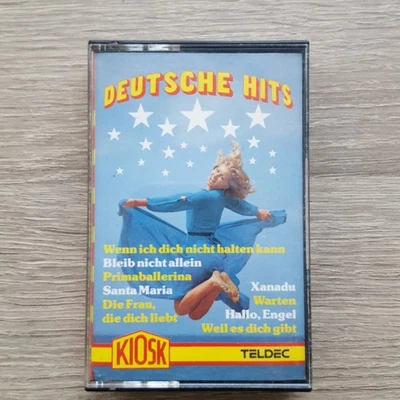 DEUTSCHE HITS
Wenn ich dich nicht halten kann
Bleib nicht allein
Primaballerina
Santa Maria
Die Frau,
die dich liebt
Xanadu
Warten
Hallo, Engel
Weil es dich gibt
KIOSK
TELDEC